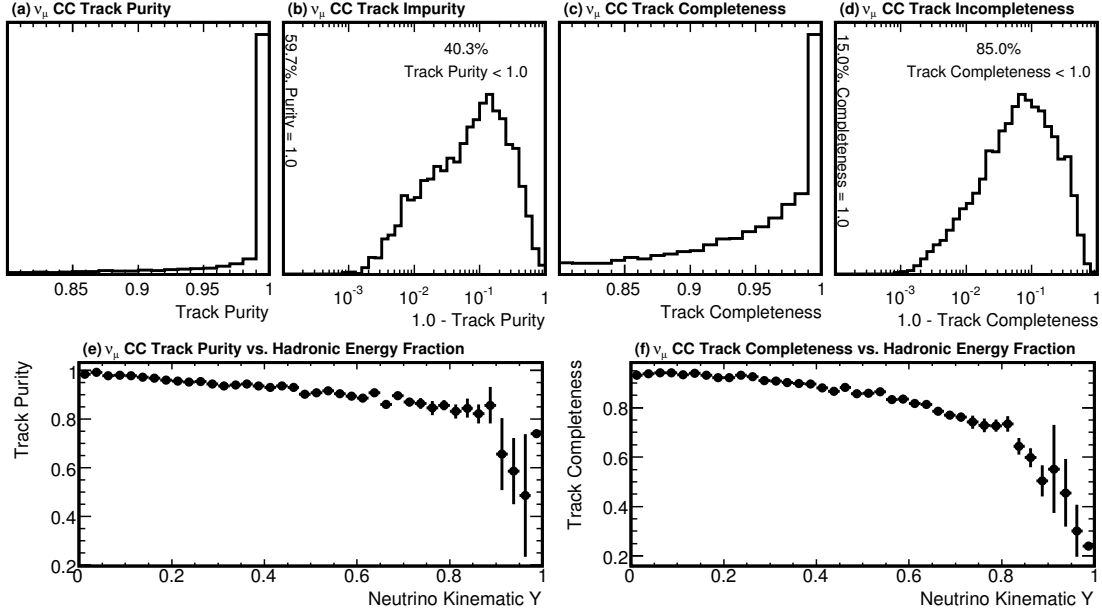 (a) νμ CC Track Purity
0.85 0.9 0.95 1
Track Purity
(b) νμ CC Track Impurity
59.7%, Purity = 1.0
40.3%
Track Purity < 1.0
10^-3 10^-2 10^-1 1
1.0 - Track Purity
(c) νμ CC Track Completeness
0.85 0.9 0.95 1
Track Completeness
(d) νμ CC Track Incompleteness
15.0%, Completeness = 1.0
85.0%
Track Completeness < 1.0
10^-3 10^-2 10^-1 1
1.0 - Track Completeness
(e) νμ CC Track Purity vs. Hadronic Energy Fraction
Track Purity
1
0.8
0.6
0.4
0.2
0 0.2 0.4 0.6 0.8 1
Neutrino Kinematic Y
(f) νμ CC Track Completeness vs. Hadronic Energy Fraction
Track Completeness
1
0.8
0.6
0.4
0.2
0 0.2 0.4 0.6 0.8 1
Neutrino Kinematic Y